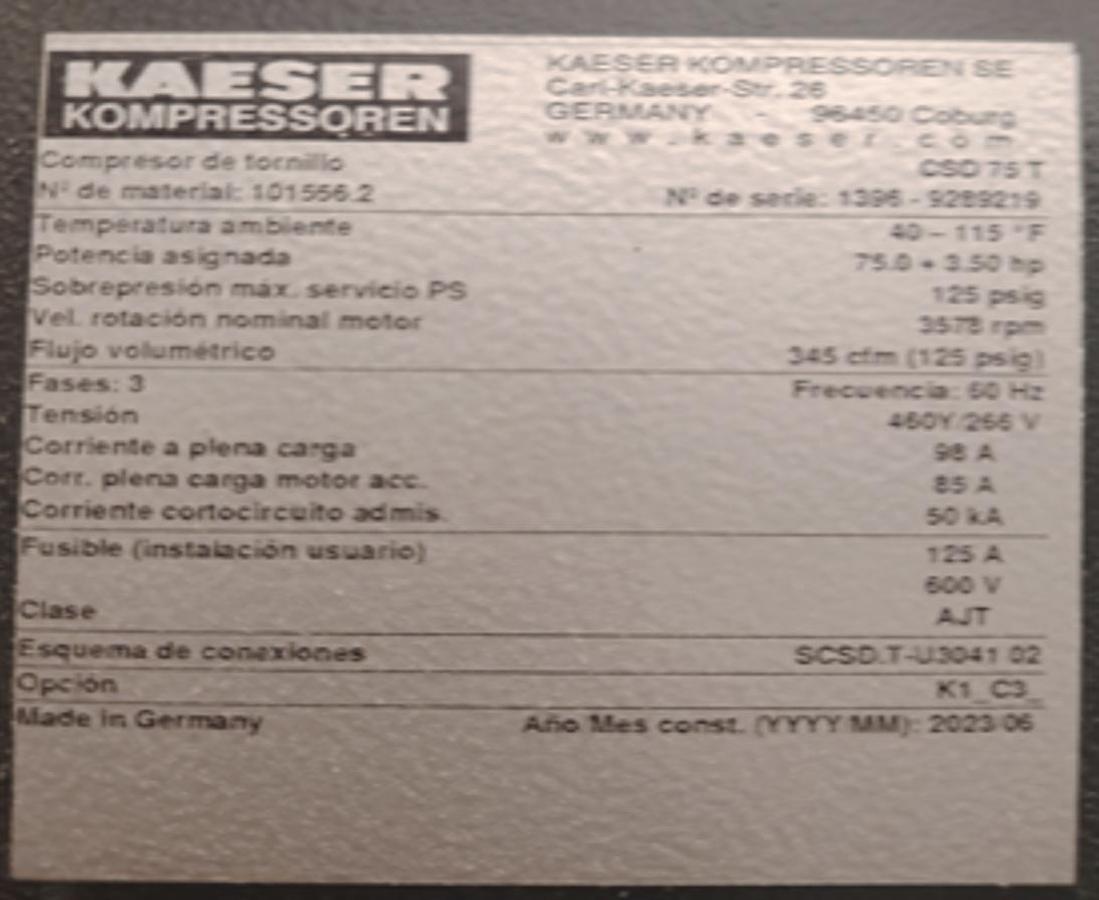 KAESER
KOMPRESSOREN
KAESER KOMPRESSOREN SE
Carl-Kaeser-Str. 26
GERMANY - 96450 Coburg
www.kaeser.com
Compresor de tornillo CSD 75 T
Nº de material: 101556.2 Nº de serie: 1396 - 9289219
Temperatura ambiente 40 – 115 °F
Potencia asignada 75.0 + 3.50 hp
Sobrepresión máx. servicio PS 125 psig
Vel. rotación nominal motor 3578 rpm
Flujo volumétrico 345 cfm (125 psig)
Fases: 3 Frecuencia: 60 Hz
Tensión 460Y/266 V
Corriente a plena carga 98 A
Corr. plena carga motor acc. 85 A
Corriente cortocircuito admis. 50 kA
Fusible (instalación usuario) 125 A
600 V
Clase AJT
Esquema de conexiones SCSD.T-U3041.02
Opción K1_C3_
Made in Germany Año/Mes const. (YYYY/MM): 2023/06